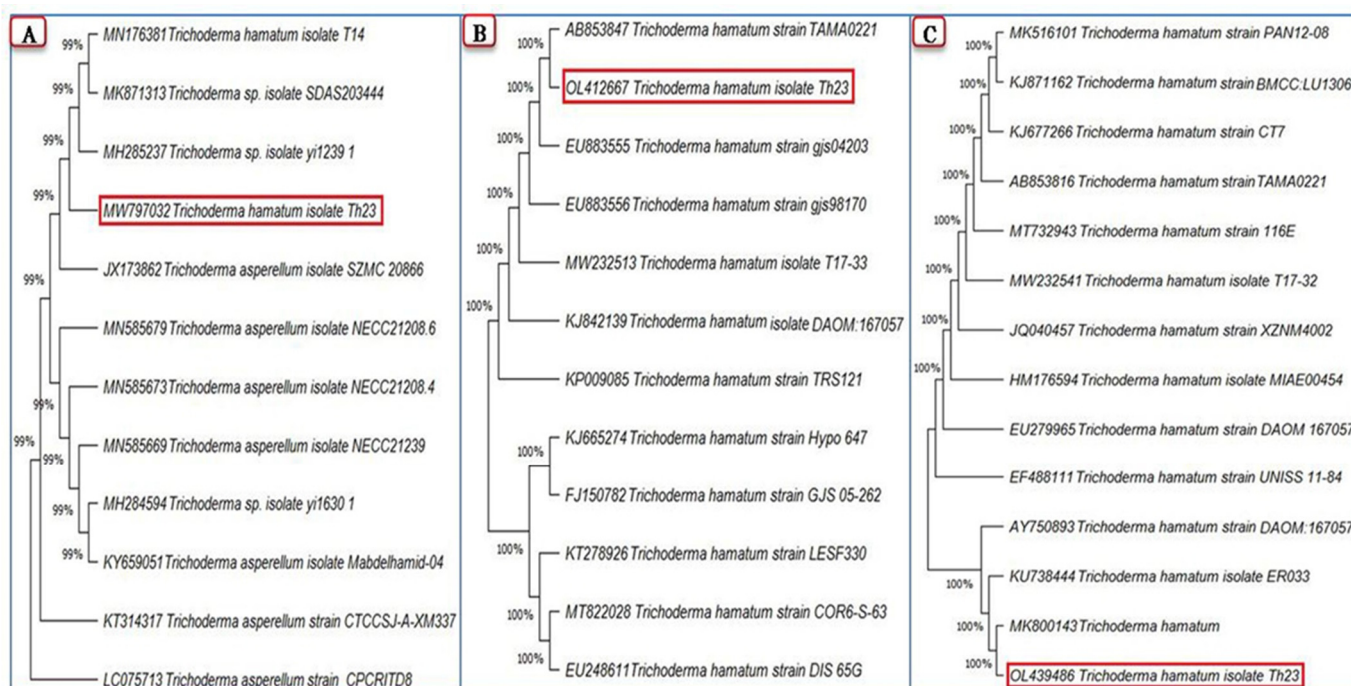 A
99%
MN176381 Trichoderma hamatum isolate T14
99%
MK871313 Trichoderma sp. isolate SDAS203444
99%
MH285237 Trichoderma sp. isolate yi1239 1
99%
MW797032 Trichoderma hamatum isolate Th23
99%
JX173862 Trichoderma asperellum isolate SZMC 20866
99%
MN585679 Trichoderma asperellum isolate NECC21208.6
MN585673 Trichoderma asperellum isolate NECC21208.4
99%
99%
MN585669 Trichoderma asperellum isolate NECC21239
99%
99%
MH284594 Trichoderma sp. isolate yi1630 1
99%
KY659051 Trichoderma asperellum isolate Mabdelhamid-04
KT314317 Trichoderma asperellum strain CTCCSJ-A-XM337
LC075713 Trichoderma asperellum strain CPCRITD8
B
AB853847 Trichoderma hamatum strain TAMA0221
100%
OL412667 Trichoderma hamatum isolate Th23
100%
100%
EU883555 Trichoderma hamatum strain gjs04203
100%
EU883556 Trichoderma hamatum strain gjs98170
100%
MW232513 Trichoderma hamatum isolate T17-33
100%
KJ842139 Trichoderma hamatum isolate DAOM:167057
KP009085 Trichoderma hamatum strain TRS121
KJ665274 Trichoderma hamatum strain Hypo 647
100%
FJ150782 Trichoderma hamatum strain GJS 05-262
100%
KT278926 Trichoderma hamatum strain LESF330
100%
MT822028 Trichoderma hamatum strain COR6-S-63
100%
EU248611 Trichoderma hamatum strain DIS 65G
C
MK516101 Trichoderma hamatum strain PAN12-08
100%
KJ871162 Trichoderma hamatum strain BMCC:LU1306
100%
KJ677266 Trichoderma hamatum strain CT7
100%
AB853816 Trichoderma hamatum strain TAMA0221
100%
MT732943 Trichoderma hamatum strain 116E
100%
MW232541 Trichoderma hamatum isolate T17-32
100%
JQ040457 Trichoderma hamatum strain XZNM4002
100%
HM176594 Trichoderma hamatum isolate MIAE00454
100%
EU279965 Trichoderma hamatum strain DAOM 167057
EF488111 Trichoderma hamatum strain UNISS 11-84
AY750893 Trichoderma hamatum strain DAOM:167057
100%
KU738444 Trichoderma hamatum isolate ER033
100%
MK800143 Trichoderma hamatum
100%
OL439486 Trichoderma hamatum isolate Th23